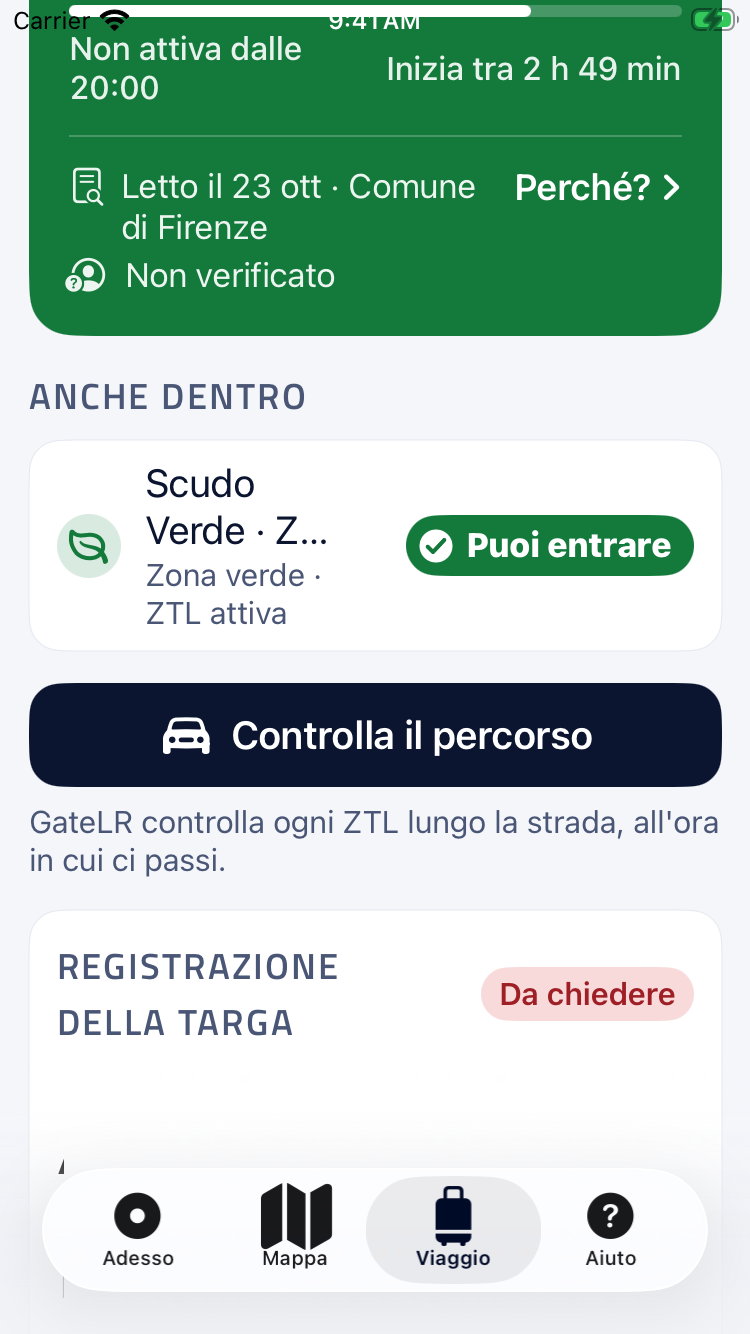 Carrier
9:41 AM
Non attiva dalle
20:00
Inizia tra 2 h 49 min
Letto il 23 ott · Comune
di Firenze
Perché?
Non verificato
ANCHE DENTRO
Scudo
Verde · Z...
Zona verde ·
ZTL attiva
Puoi entrare
Controlla il percorso
GateLR controlla ogni ZTL lungo la strada, all'ora
in cui ci passi.
REGISTRAZIONE
DELLA TARGA
Da chiedere
Adesso
Mappa
Viaggio
Aiuto